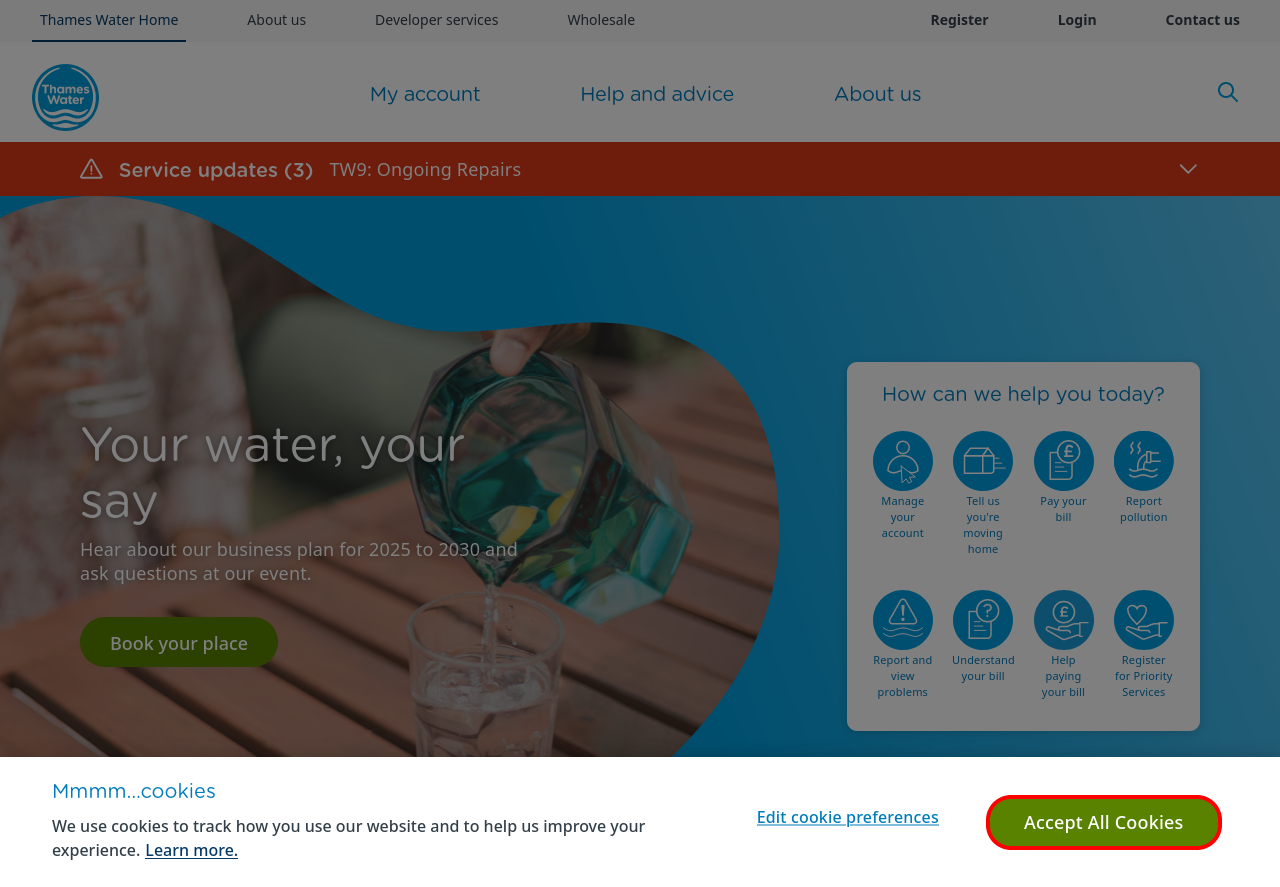 Thames Water Home
About us
Developer services
Wholesale
Register
Login
Contact us
Thames
Water
My account
Help and advice
About us
Service updates (3)
TW9: Ongoing Repairs
Your water, your
say
Hear about our business plan for 2025 to 2030 and
ask questions at our event.
Book your place
How can we help you today?
Manage
your
account
Tell us
you're
moving
home
Pay your
bill
Report
pollution
Report and
view
problems
Understand
your bill
Help
paying
your bill
Register
for Priority
Services
Mmmm...cookies
We use cookies to track how you use our website and to help us improve your
experience. Learn more.
Edit cookie preferences
Accept All Cookies